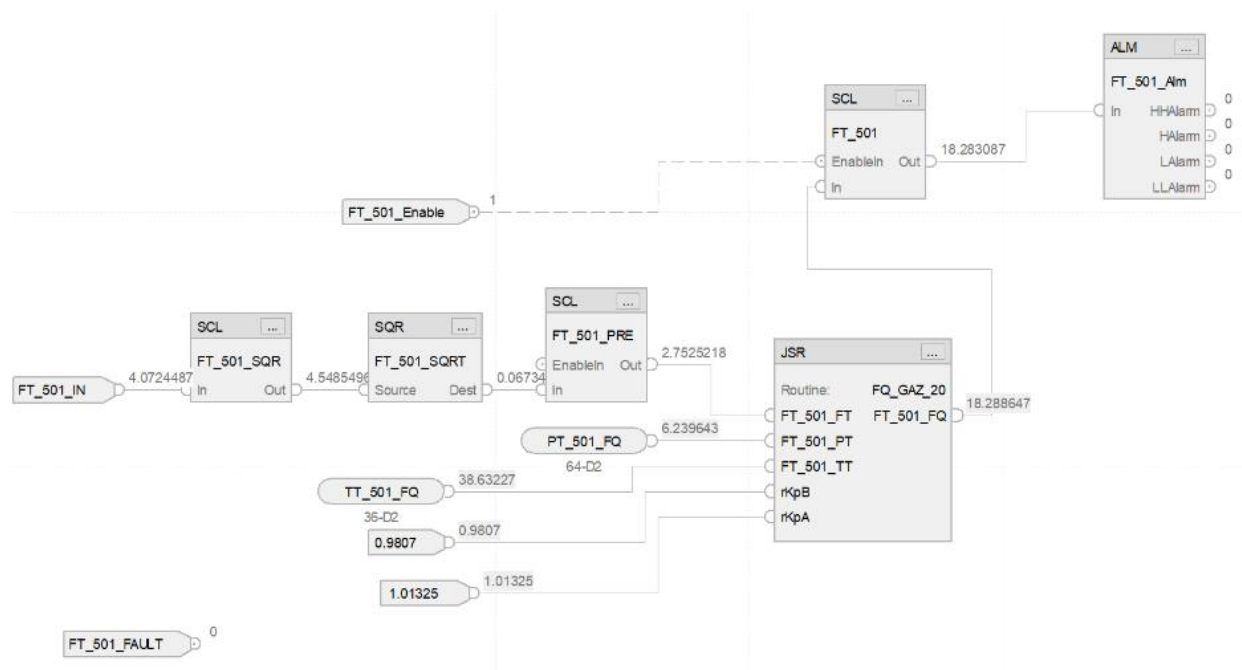 ALM ...
FT_501_Alm
In HHAlarm 0
HAlarm 0
LAlarm 0
LLAlarm 0
SCL ...
FT_501
EnableIn Out 18.283087
In
FT_501_Enable 1
SCL ...
FT_501_SQR
In Out
SQR ...
FT_501_SQRT
Source Dest
SCL ...
FT_501_PRE
EnableIn Out 2.7525218
In
FT_501_IN 4.0724487
4.5485496
0.06734
JSR ...
Routine: FQ_GAZ_20
FT_501_FT FT_501_FQ 18.288647
FT_501_PT
FT_501_TT
rKpB
rKpA
PT_501_FQ 6.239643
64-D2
TT_501_FQ 38.63227
36-D2
0.9807 0.9807
1.01325 1.01325
FT_501_FAULT 0